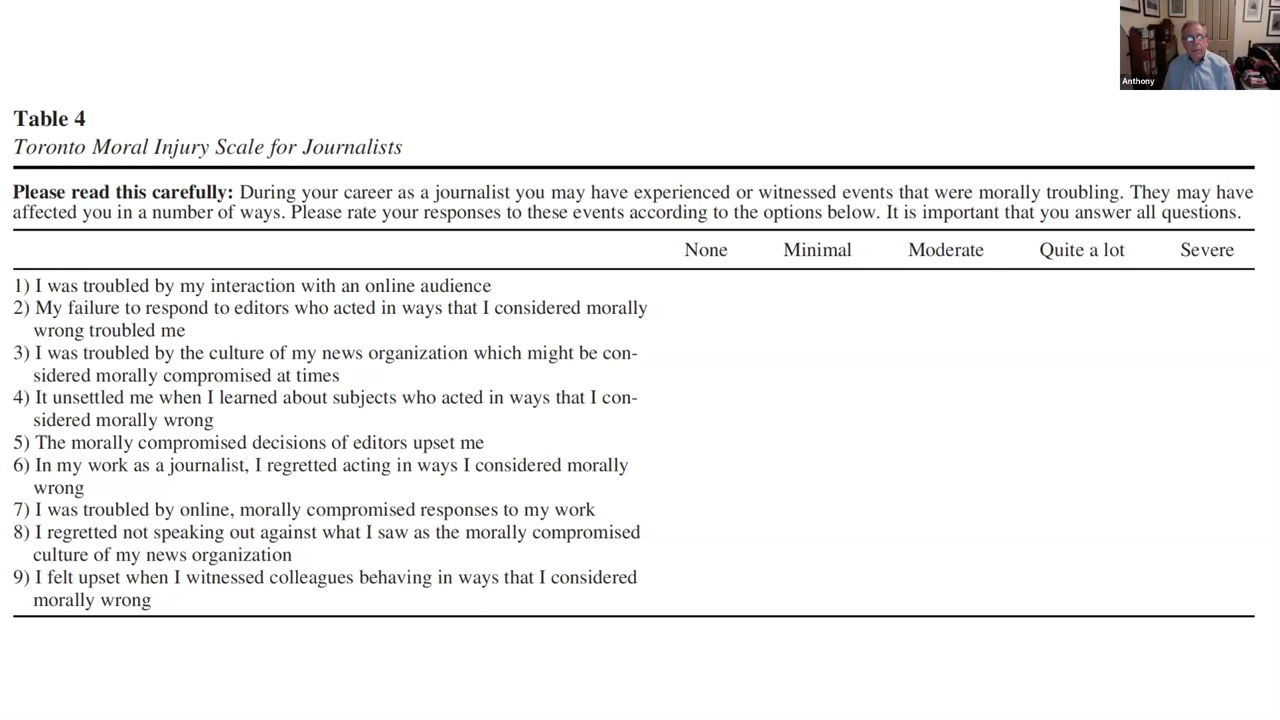 Anthony
Table 4
Toronto Moral Injury Scale for Journalists
Please read this carefully: During your career as a journalist you may have experienced or witnessed events that were morally troubling. They may have
affected you in a number of ways. Please rate your responses to these events according to the options below. It is important that you answer all questions.
None Minimal Moderate Quite a lot Severe
1) I was troubled by my interaction with an online audience
2) My failure to respond to editors who acted in ways that I considered morally
wrong troubled me
3) I was troubled by the culture of my news organization which might be con-
sidered morally compromised at times
4) It unsettled me when I learned about subjects who acted in ways that I con-
sidered morally wrong
5) The morally compromised decisions of editors upset me
6) In my work as a journalist, I regretted acting in ways I considered morally
wrong
7) I was troubled by online, morally compromised responses to my work
8) I regretted not speaking out against what I saw as the morally compromised
culture of my news organization
9) I felt upset when I witnessed colleagues behaving in ways that I considered
morally wrong